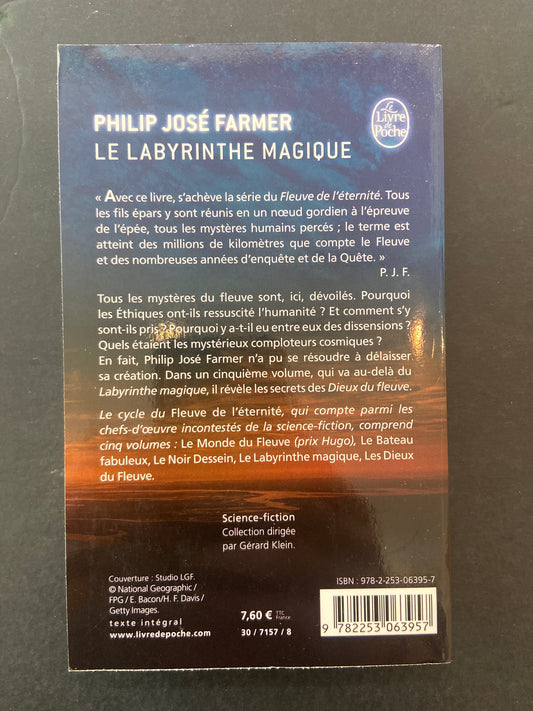 PHILIP JOSÉ FARMER
LE LABYRINTHE MAGIQUE
Le
Livre
de
Poche
« Avec ce livre, s'achève la série du Fleuve de l'éternité. Tous
les fils épars y sont réunis en un nœud gordien à l'épreuve
de l'épée, tous les mystères humains percés ; le terme est
atteint des millions de kilomètres que compte le Fleuve
et des nombreuses années d'enquête et de la Quête. »
P. J. F.
Tous les mystères du fleuve sont, ici, dévoilés. Pourquoi
les Éthiques ont-ils ressuscité l'humanité ? Et comment s'y
sont-ils pris ? Pourquoi y a-t-il eu entre eux des dissensions ?
Quels étaient les mystérieux comploteurs cosmiques ?
En fait, Philip José Farmer n'a pu se résoudre à délaisser
sa création. Dans un cinquième volume, qui va au-delà du
Labyrinthe magique, il révèle les secrets des Dieux du fleuve.
Le cycle du Fleuve de l'éternité, qui compte parmi les
chefs-d'œuvre incontestés de la science-fiction, comprend
cinq volumes : Le Monde du Fleuve (prix Hugo), Le Bateau
fabuleux, Le Noir Dessein, Le Labyrinthe magique, Les Dieux
du Fleuve.
Science-fiction
Collection dirigée
par Gérard Klein.
Couverture : Studio LGF.
© National Geographic /
FPG / E. Bacon/H. F. Davis /
Getty Images.
texte intégral
www.livredepoche.com
7,60 € TTC France
30 / 7157 / 8
ISBN : 978-2-253-06395-7
9 782253 063957